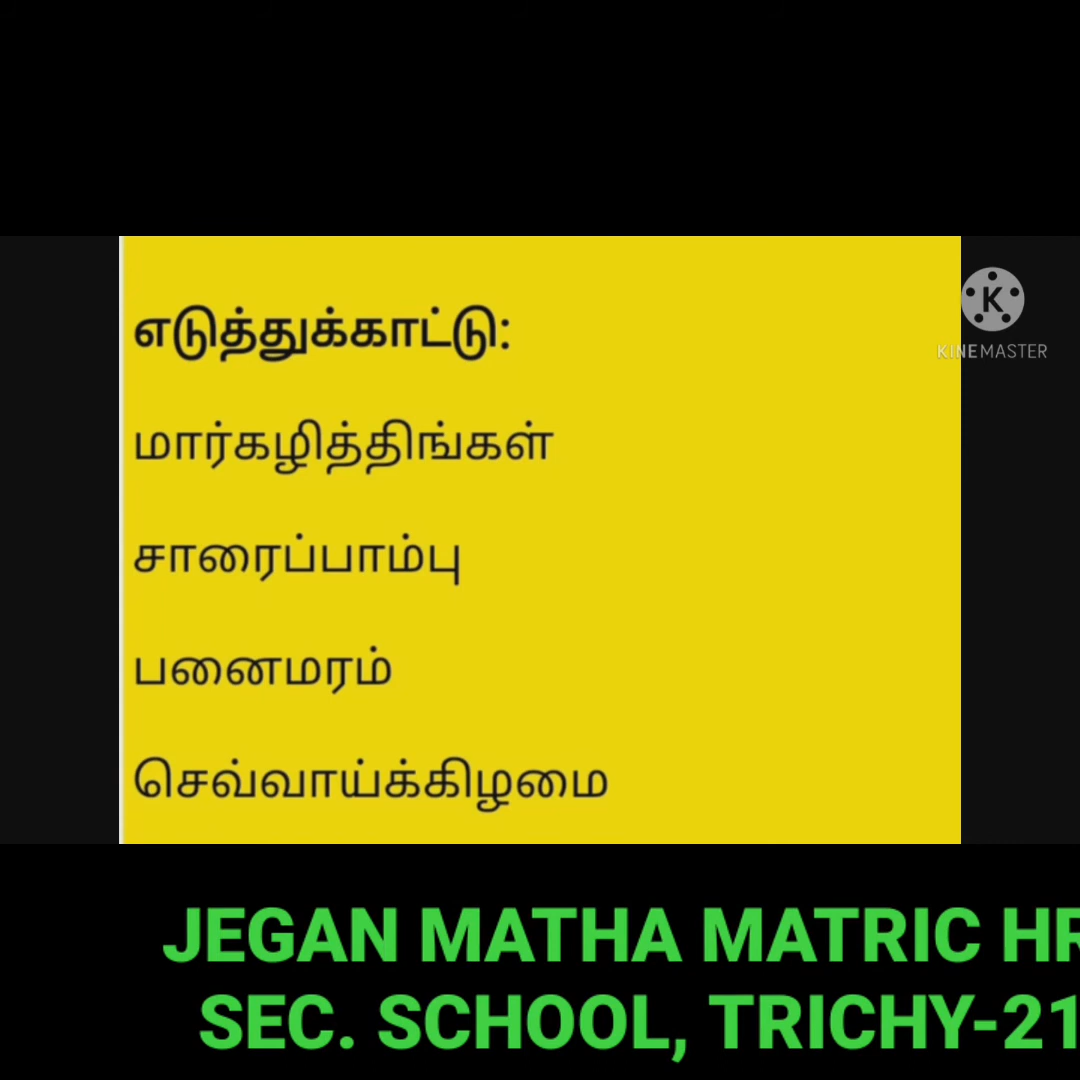 எடுத்துக்காட்டு:
மார்கழித்திங்கள்
சாரைப்பாம்பு
பனைமரம்
செவ்வாய்க்கிழமை
KINEMASTER
JEGAN MATHA MATRIC HR
SEC. SCHOOL, TRICHY-21